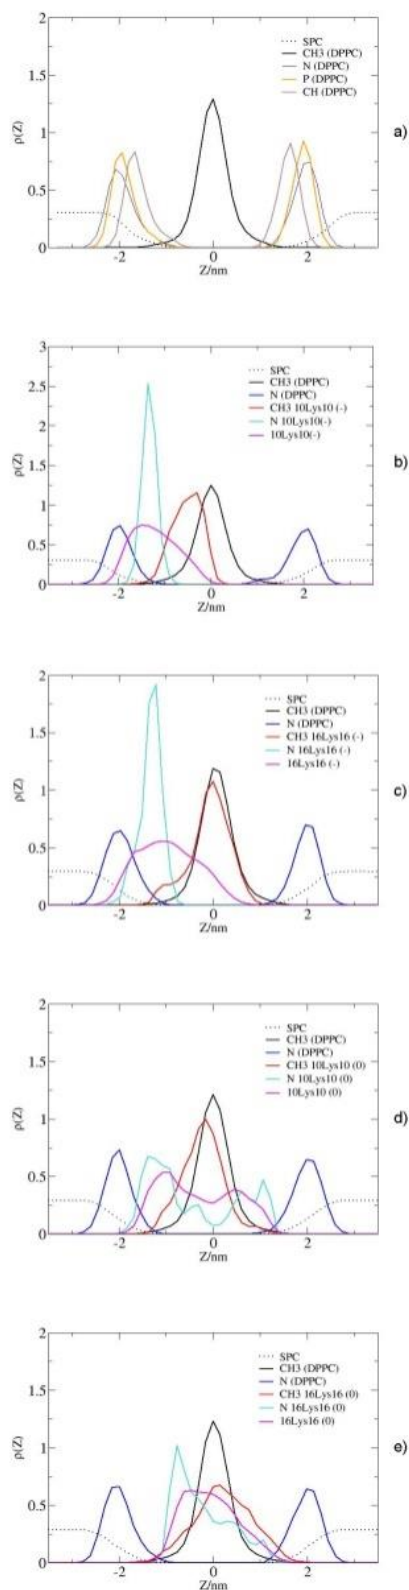 2
SPC
CH3 (DPPC)
N (DPPC)
P (DPPC)
CH (DPPC)
1.5
ρ(Z)
1
a)
0.5
0
-2 0 2
Z/nm
3
SPC
CH3 (DPPC)
N (DPPC)
CH3 10Lys10 (-)
N 10Lys10(-)
10Lys10(-)
2.5
2
ρ(Z)
1.5
b)
1
0.5
0
-2 0 2
Z/nm
2
SPC
CH3 (DPPC)
N (DPPC)
CH3 16Lys16 (-)
N 16Lys16 (-)
16Lys16 (-)
1.5
ρ(Z)
1
c)
0.5
0
-2 0 2
Z/nm
2
SPC
CH3 (DPPC)
N (DPPC)
CH3 10Lys10 (0)
N 10Lys10 (0)
10Lys10 (0)
1.5
ρ(Z)
1
d)
0.5
0
-2 0 2
Z/nm
2
SPC
CH3 (DPPC)
N (DPPC)
CH3 16Lys16 (0)
N 16Lys16 (0)
16Lys16 (0)
1.5
ρ(Z)
1
e)
0.5
0
-2 0 2
Z/nm